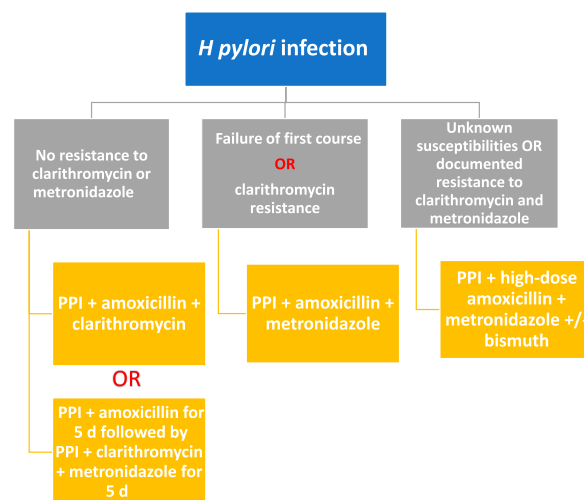 H pylori infection
No resistance to
clarithromycin or
metronidazole
Failure of first course
OR
clarithromycin
resistance
Unknown
susceptibilities OR
documented
resistance to
clarithromycin and
metronidazole
PPI + amoxicillin +
clarithromycin
OR
PPI + amoxicillin for
5 d followed by
PPI + clarithromycin
+ metronidazole for
5 d
PPI + amoxicillin +
metronidazole
PPI + high-dose
amoxicillin +
metronidazole +/-
bismuth